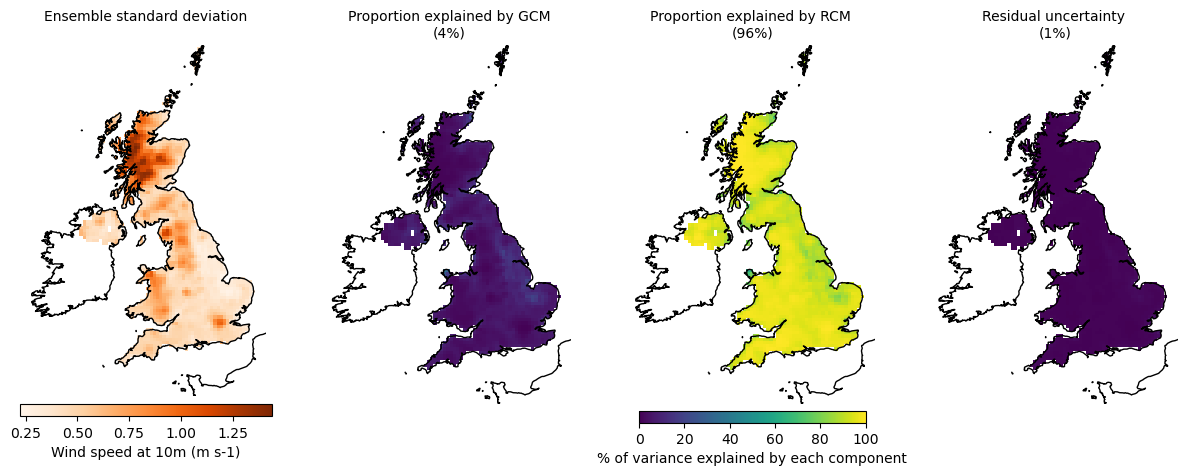 Ensemble standard deviation
Proportion explained by GCM
(4%)
Proportion explained by RCM
(96%)
Residual uncertainty
(1%)
0.25 0.50 0.75 1.00 1.25
Wind speed at 10m (m s-1)
0 20 40 60 80 100
% of variance explained by each component